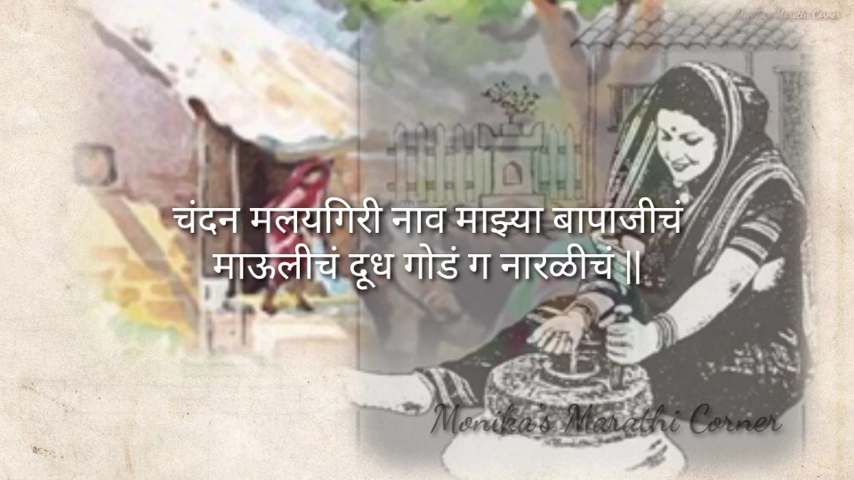 Monika's Marathi Corner
चंदन मलयगिरी नाव माझ्या बापाजीचं
माऊलीचं दूध गोडं ग नारळीचं ||
Monika's Marathi Corner